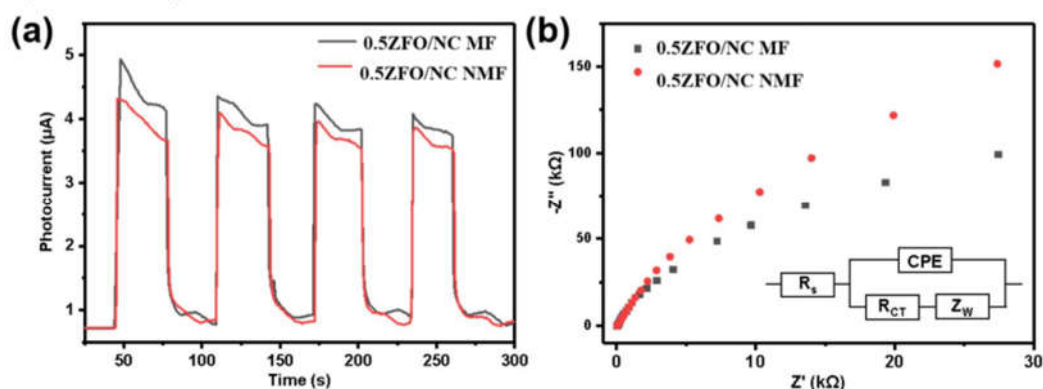 (a)
0.5ZFO/NC MF
0.5ZFO/NC NMF
Photocurrent (μA)
5
4
3
2
1
50
100
150
200
250
300
Time (s)
(b)
0.5ZFO/NC MF
0.5ZFO/NC NMF
-Z" (kΩ)
150
100
50
0
CPE
Rs
RCT
ZW
0
10
20
30
Z' (kΩ)